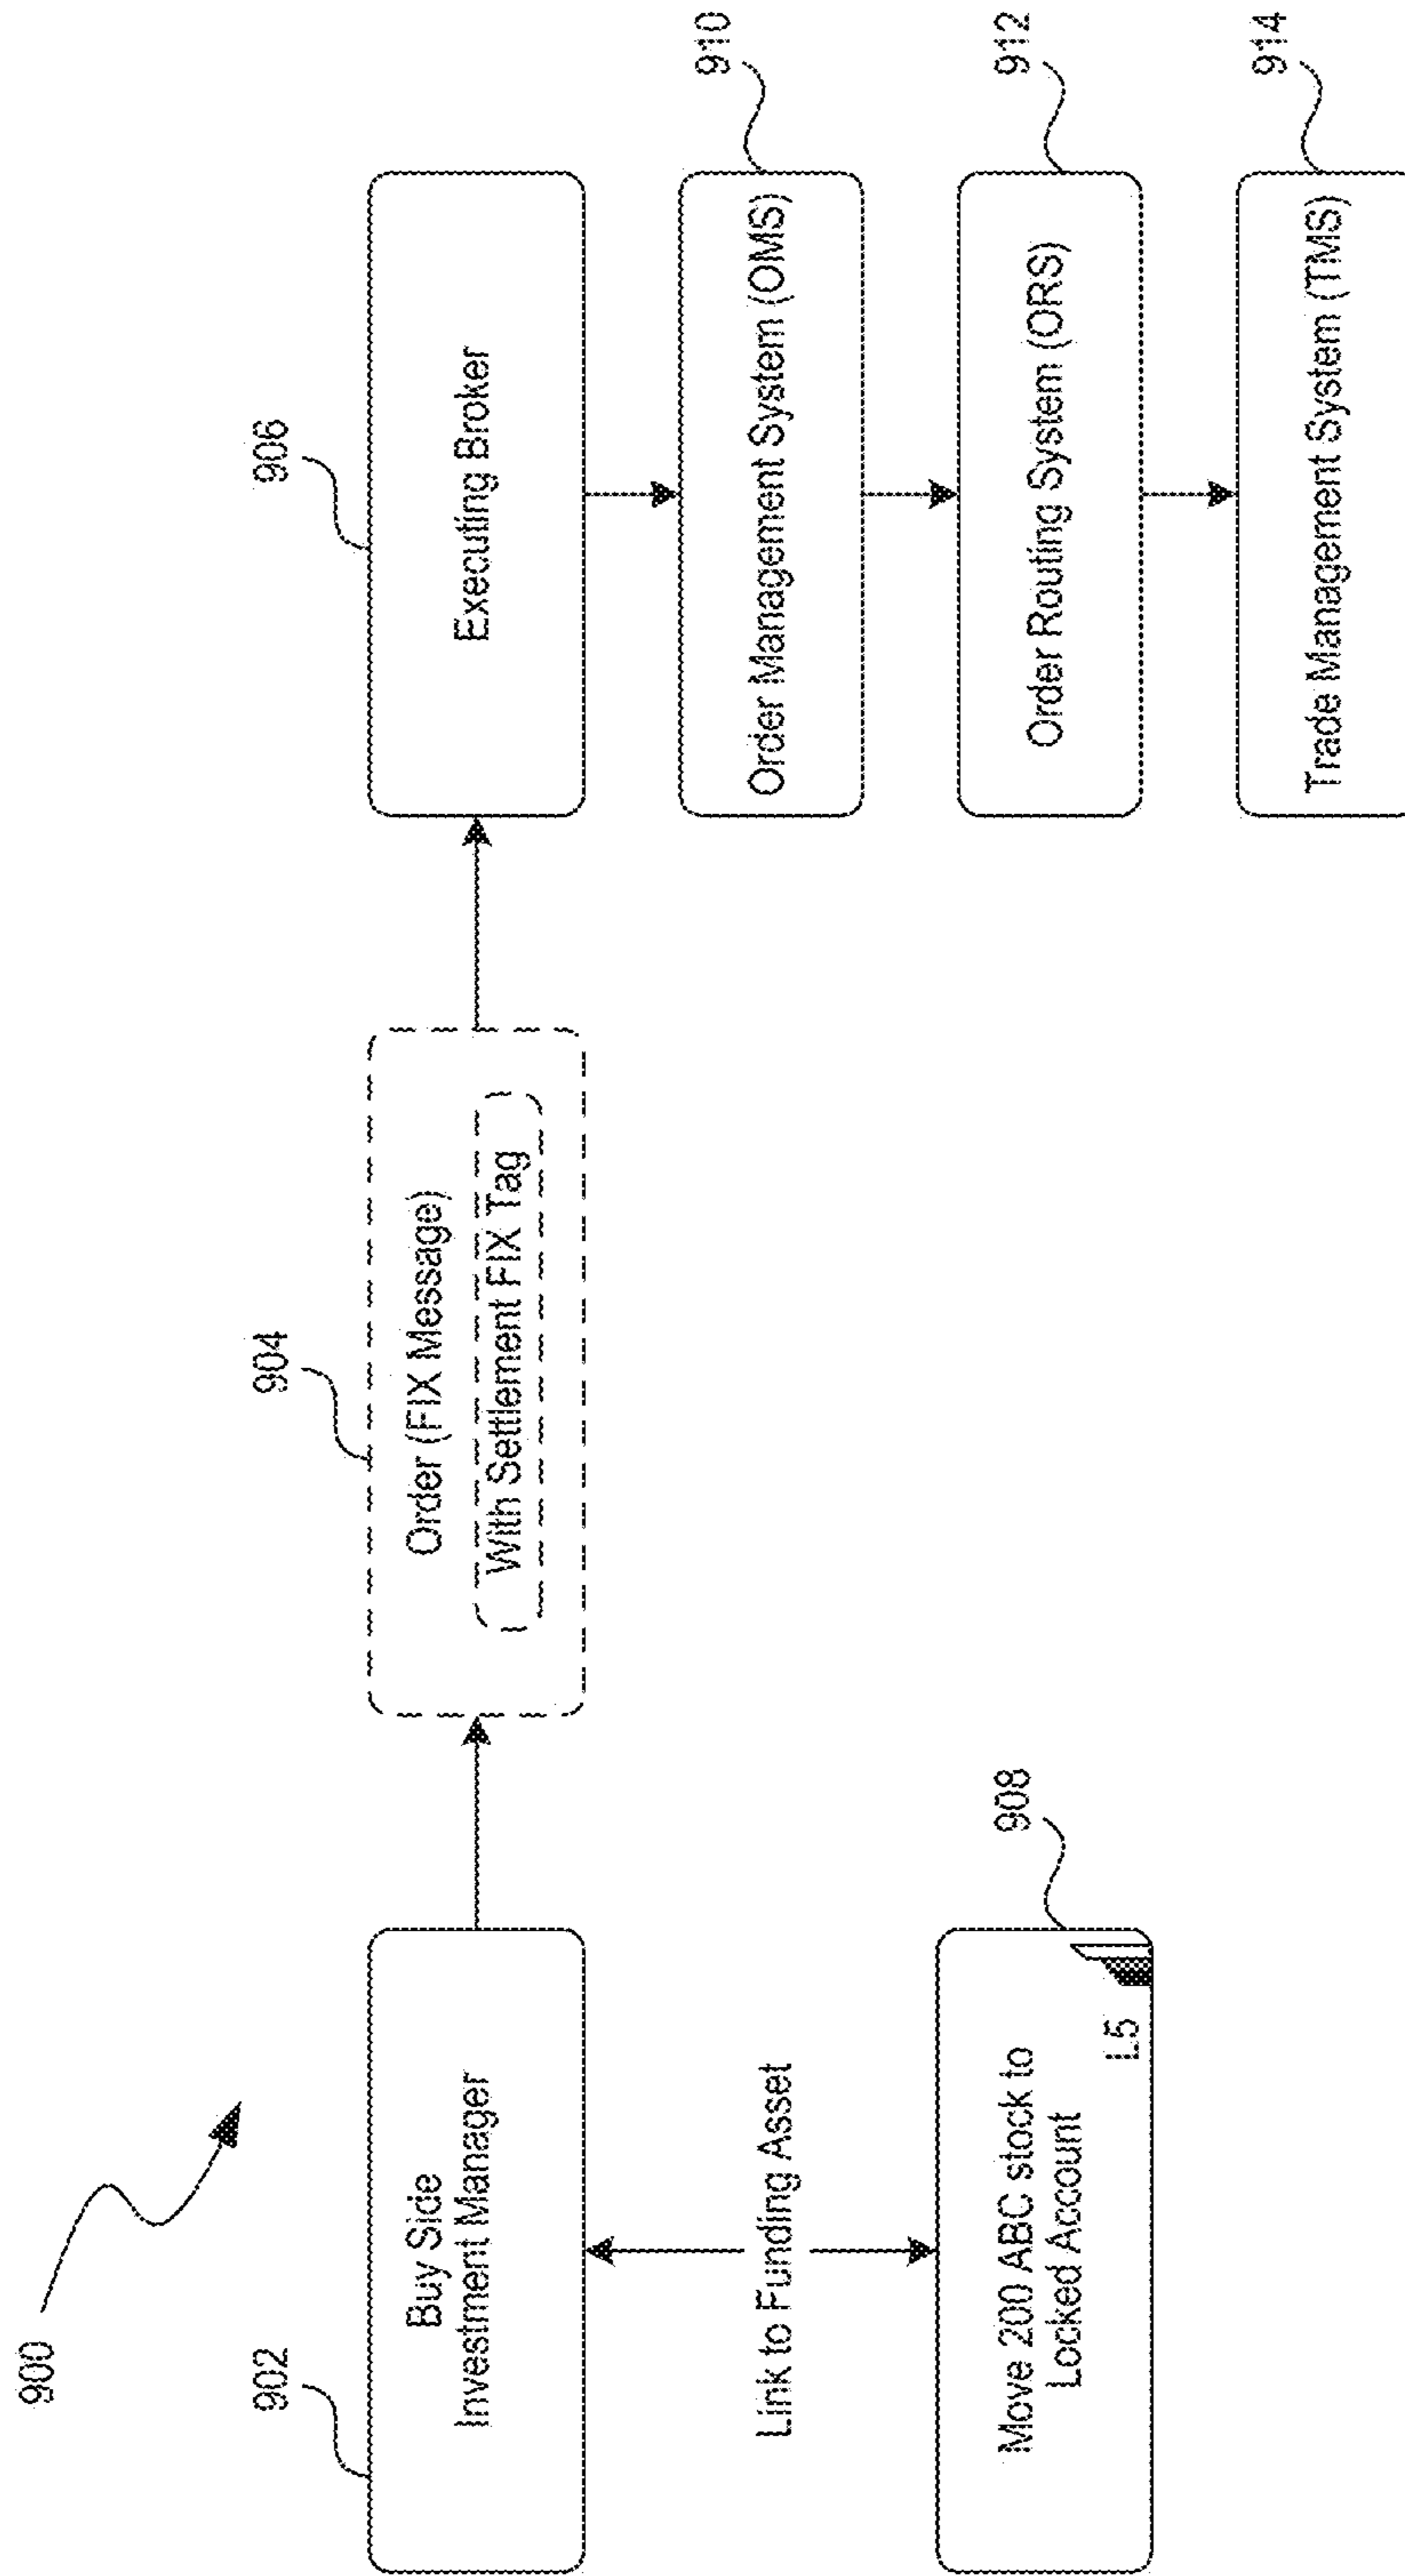 900
902
Buy Side
Investment Manager
Link to Funding Asset
908
Move 200 ABC stock to
Locked Account
L5
904
Order (FIX Message)
With Settlement FIX Tag
906
Executing Broker
910
Order Management System (OMS)
912
Order Routing System (ORS)
914
Trade Management System (TMS)